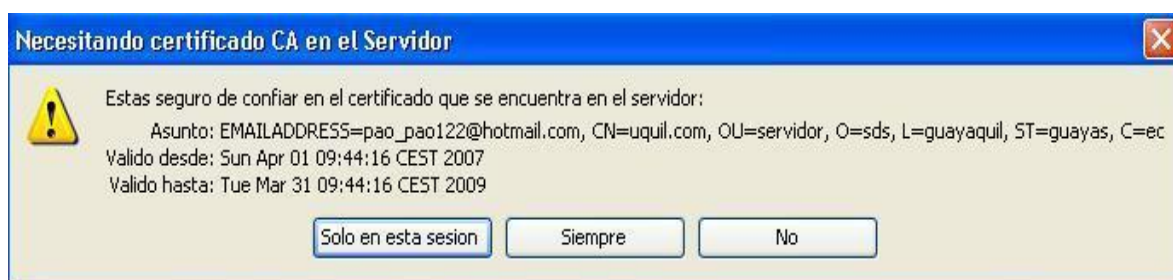 Necesitando certificado CA en el Servidor
Estas seguro de confiar en el certificado que se encuentra en el servidor:
Asunto: EMAILADDRESS=pao_pao122@hotmail.com, CN=uquil.com, OU=servidor, O=sds, L=guayaquil, ST=guayas, C=ec
Valido desde: Sun Apr 01 09:44:16 CEST 2007
Valido hasta: Tue Mar 31 09:44:16 CEST 2009
Solo en esta sesion Siempre No